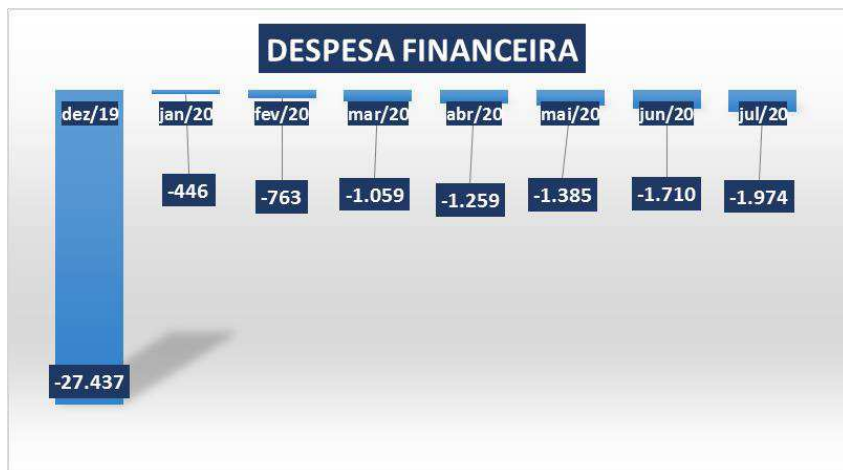 DESPESA FINANCEIRA
dez/19 jan/20 fev/20 mar/20 abr/20 mai/20 jun/20 jul/20
-446 -763 -1.059 -1.259 -1.385 -1.710 -1.974
-27.437